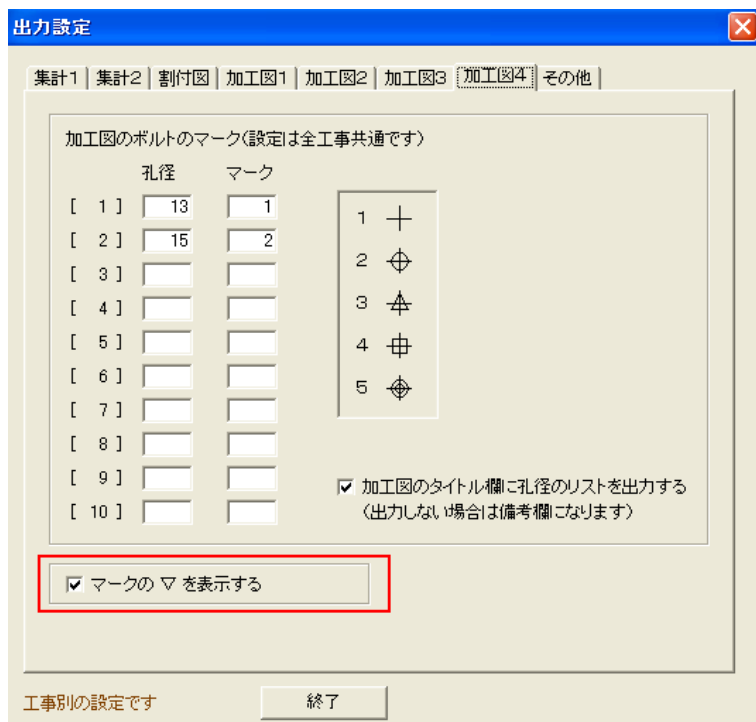 出力設定
集計1 集計2 割付図 加工図1 加工図2 加工図3 加工図4 その他
加工図のボルトのマーク(設定は全工事共通です)
孔径 マーク
[ 1 ] 13 1
[ 2 ] 15 2
[ 3 ]
[ 4 ]
[ 5 ]
[ 6 ]
[ 7 ]
[ 8 ]
[ 9 ]
[ 10 ]
1
2
3
4
5
加工図のタイトル欄に孔径のリストを出力する
(出力しない場合は備考欄になります)
マークの ▽ を表示する
工事別の設定です
終了